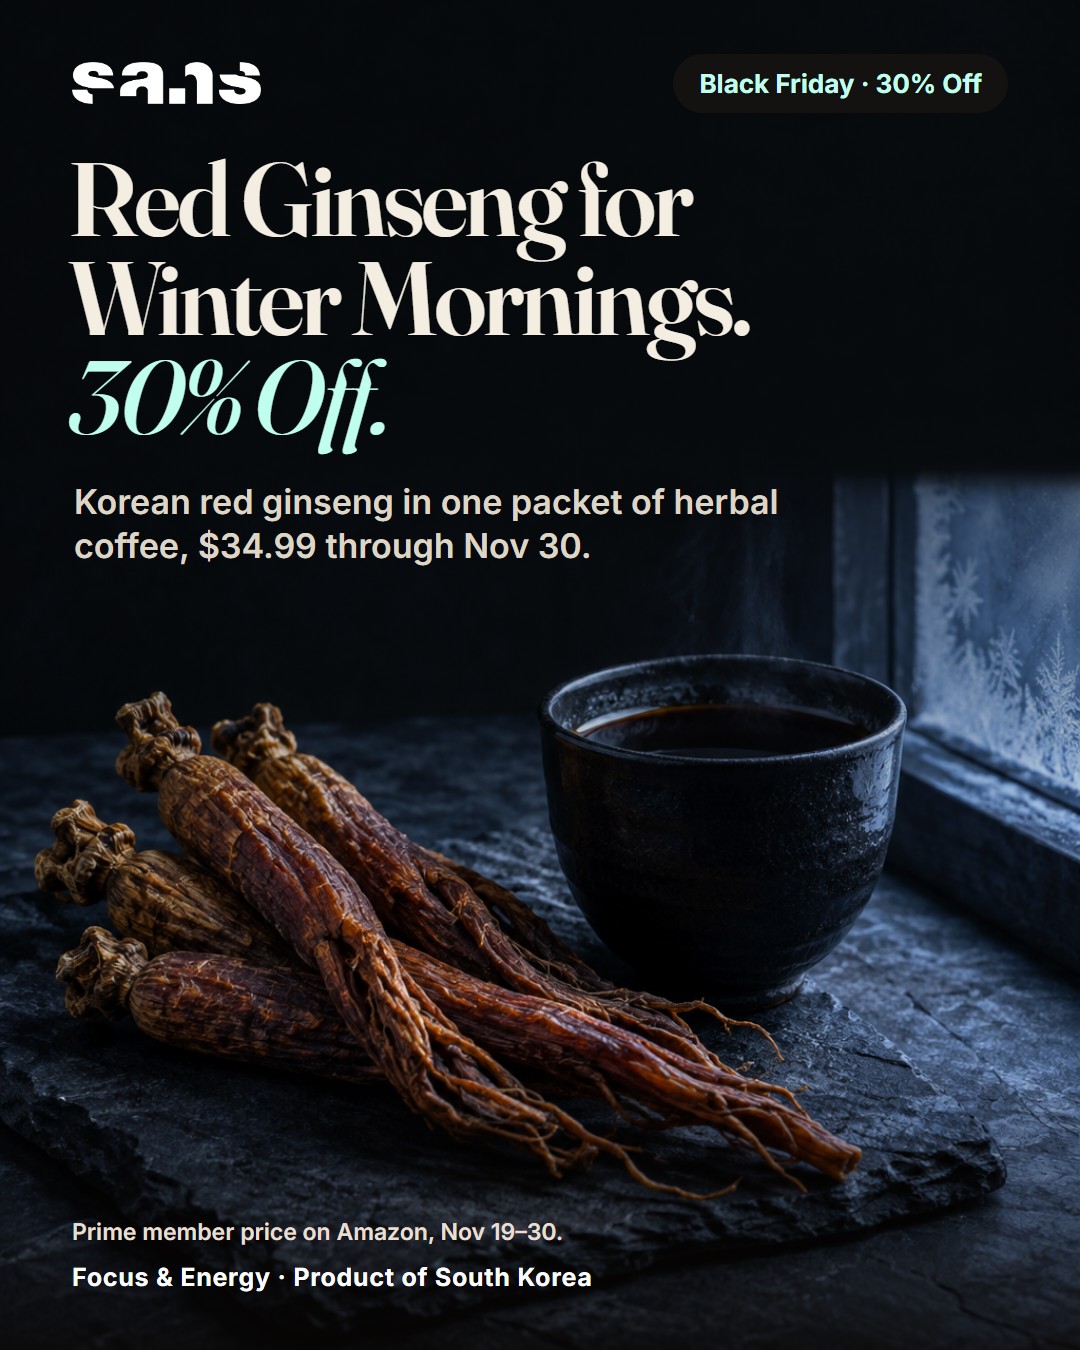 sans
Black Friday · 30% Off
Red Ginseng for
Winter Mornings.
30% Off.
Korean red ginseng in one packet of herbal
coffee, $34.99 through Nov 30.
Prime member price on Amazon, Nov 19–30.
Focus & Energy · Product of South Korea